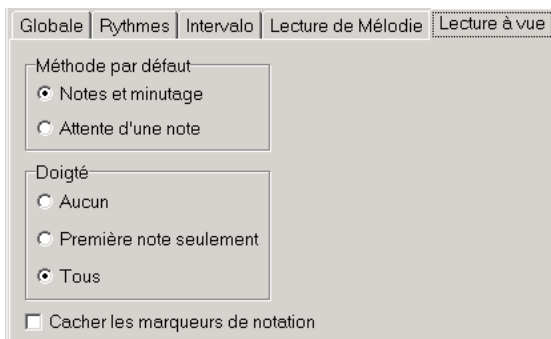 Globale Rythmes Intervalo Lecture de Mélodie Lecture à vue
Méthode par défaut
Notes et minutage
Attente d'une note
Doigté
Aucun
Première note seulement
Tous
Cacher les marqueurs de notation